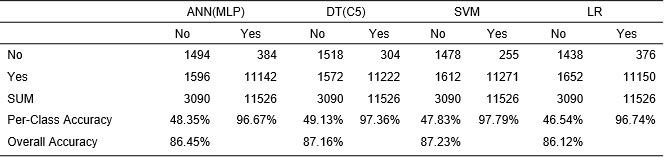 ANN(MLP) DT(C5) SVM LR
No Yes No Yes No Yes No Yes
No 1494 384 1518 304 1478 255 1438 376
Yes 1596 11142 1572 11222 1612 11271 1652 11150
SUM 3090 11526 3090 11526 3090 11526 3090 11526
Per-Class Accuracy 48.35% 96.67% 49.13% 97.36% 47.83% 97.79% 46.54% 96.74%
Overall Accuracy 86.45% 87.16% 87.23% 86.12%